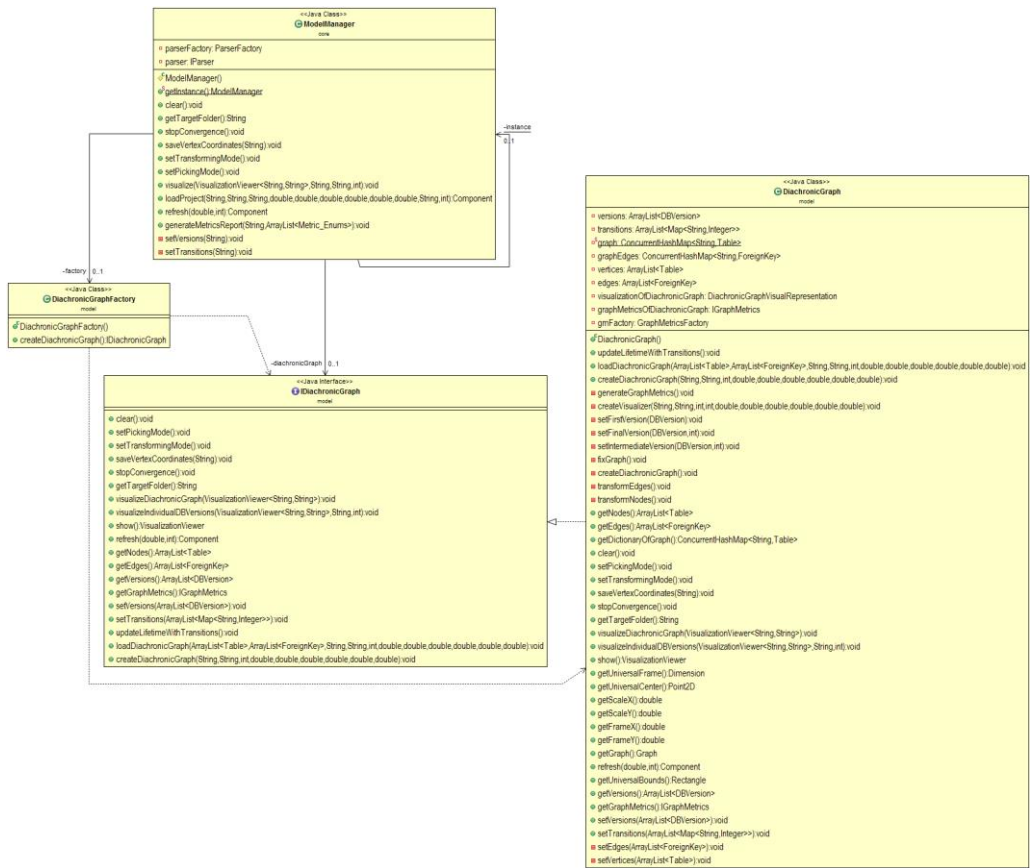 <<Java Class>>
ModelManager
core
parserFactory: ParserFactory
parser: IParser
ModelManager()
getInstance():ModelManager
clear():void
getTargetFolder():String
stopConvergence():void
saveVertexCoordinates(String):void
setTransformingMode():void
setPickingMode():void
visualize(VisualizationViewer<String,String>,String,String,int):void
loadProject(String,String,String,double,double,double,double,double,double,String,int):Component
refresh(double,int):Component
generateMetricsReport(String,ArrayList<Metric_Enums>):void
setVersions(String):void
setTransitions(String):void
-instance
0..1
-factory
0..1
<<Java Class>>
DiachronicGraphFactory
model
DiachronicGraphFactory()
createDiachronicGraph():IDiachronicGraph
-diachronicGraph
0..1
<<Java Interface>>
IDiachronicGraph
model
clear():void
setPickingMode():void
setTransformingMode():void
saveVertexCoordinates(String):void
stopConvergence():void
getTargetFolder():String
visualizeDiachronicGraph(VisualizationViewer<String,String>):void
visualizeIndividualDBVersions(VisualizationViewer<String,String>,String,int):void
show():VisualizationViewer
refresh(double,int):Component
getNodes():ArrayList<Table>
getEdges():ArrayList<ForeignKey>
getVersions():ArrayList<DBVersion>
getGraphMetrics():IGraphMetrics
setVersions(ArrayList<DBVersion>):void
setTransitions(ArrayList<Map<String,Integer>>):void
updateLifetimeWithTransitions():void
loadDiachronicGraph(ArrayList<Table>,ArrayList<ForeignKey>,String,String,int,double,double,double,double,double,double):void
createDiachronicGraph(String,String,int,double,double,double,double,double,double):void
<<Java Class>>
DiachronicGraph
model
versions: ArrayList<DBVersion>
transitions: ArrayList<Map<String,Integer>>
graph: ConcurrentHashMap<String,Table>
graphEdges: ConcurrentHashMap<String,ForeignKey>
vertices: ArrayList<Table>
edges: ArrayList<ForeignKey>
visualizationOfDiachronicGraph: DiachronicGraphVisualRepresentation
graphMetricsOfDiachronicGraph: IGraphMetrics
gmFactory: GraphMetricsFactory
DiachronicGraph()
updateLifetimeWithTransitions():void
loadDiachronicGraph(ArrayList<Table>,ArrayList<ForeignKey>,String,String,int,double,double,double,double,double,double):void
createDiachronicGraph(String,String,int,double,double,double,double,double,double):void
generateGraphMetrics():void
createVisualizer(String,String,int,int,double,double,double,double,double,double):void
setFirstVersion(DBVersion):void
setFinalVersion(DBVersion,int):void
setIntermediateVersion(DBVersion,int):void
fixGraph():void
createDiachronicGraph():void
transformEdges():void
transformNodes():void
getNodes():ArrayList<Table>
getEdges():ArrayList<ForeignKey>
getDictionaryOfGraph():ConcurrentHashMap<String,Table>
clear():void
setPickingMode():void
setTransformingMode():void
saveVertexCoordinates(String):void
stopConvergence():void
getTargetFolder():String
visualizeDiachronicGraph(VisualizationViewer<String,String>):void
visualizeIndividualDBVersions(VisualizationViewer<String,String>,String,int):void
show():VisualizationViewer
getUniversalFrame():Dimension
getUniversalCenter():Point2D
getScaleX():double
getScaleY():double
getFrameX():double
getFrameY():double
getGraph():Graph
refresh(double,int):Component
getUniversalBounds():Rectangle
getVersions():ArrayList<DBVersion>
getGraphMetrics():IGraphMetrics
setVersions(ArrayList<DBVersion>):void
setTransitions(ArrayList<Map<String,Integer>>):void
setEdges(ArrayList<ForeignKey>):void
setVertices(ArrayList<Table>):void